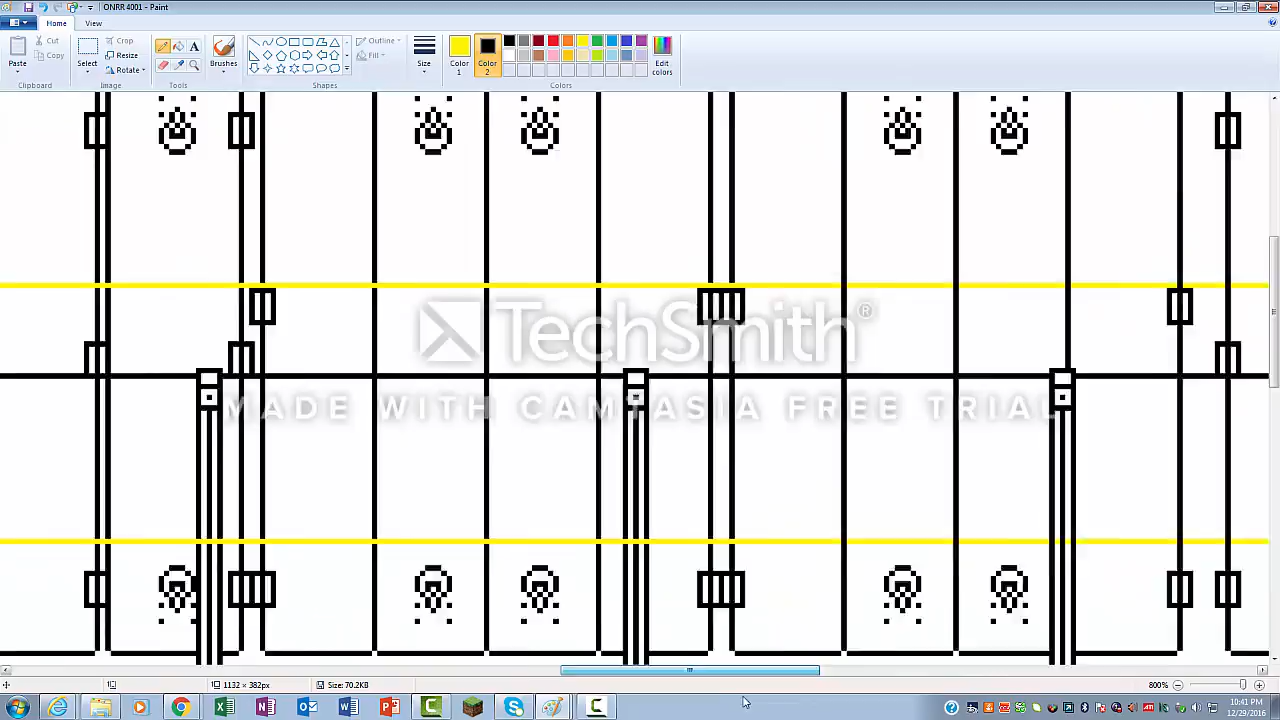 ONRR 4001 - Paint
Home
View
Paste
Cut
Copy
Clipboard
Select
Crop
Resize
Rotate
Image
A
Tools
Brushes
Outline
Fill
Shapes
Size
Color 1
Color 2
Edit colors
Colors
TechSmith®
MADE WITH CAMTASIA FREE TRIAL
1132 × 382px
Size: 70.2KB
800%
10:41 PM
12/29/2016